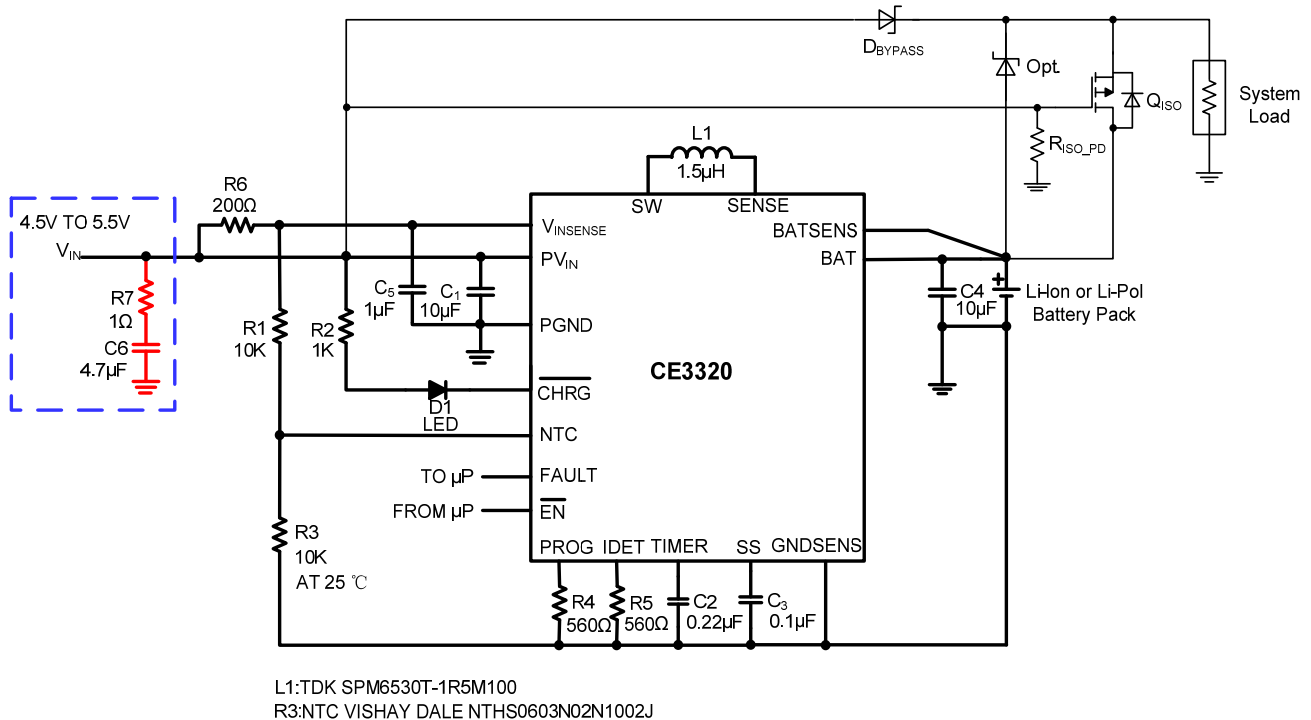 DBYPASS
Opt.
QISO
System
Load
RISO_PD
L1
1.5µH
SW
SENSE
R6
200Ω
4.5V TO 5.5V
VIN
VINSENSE
PVIN
BATSENS
BAT
R7
1Ω
C6
4.7µF
R1
10K
R2
1K
C5
1µF
C1
10µF
PGND
C4
10µF
+
Li-Ion or Li-Pol
Battery Pack
CE3320
CHRG
D1
LED
NTC
TO µP
FAULT
FROM µP
EN
R3
10K
AT 25 ℃
PROG
IDET
TIMER
SS
GNDSENS
R4
560Ω
R5
560Ω
C2
0.22µF
C3
0.1µF
L1:TDK SPM6530T-1R5M100
R3:NTC VISHAY DALE NTHS0603N02N1002J